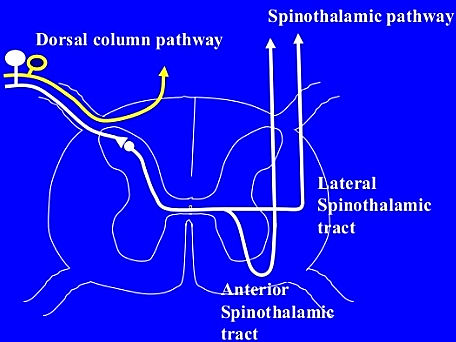 Spinothalamic pathway
Dorsal column pathway
Lateral
Spinothalamic
tract
Anterior
Spinothalamic
tract